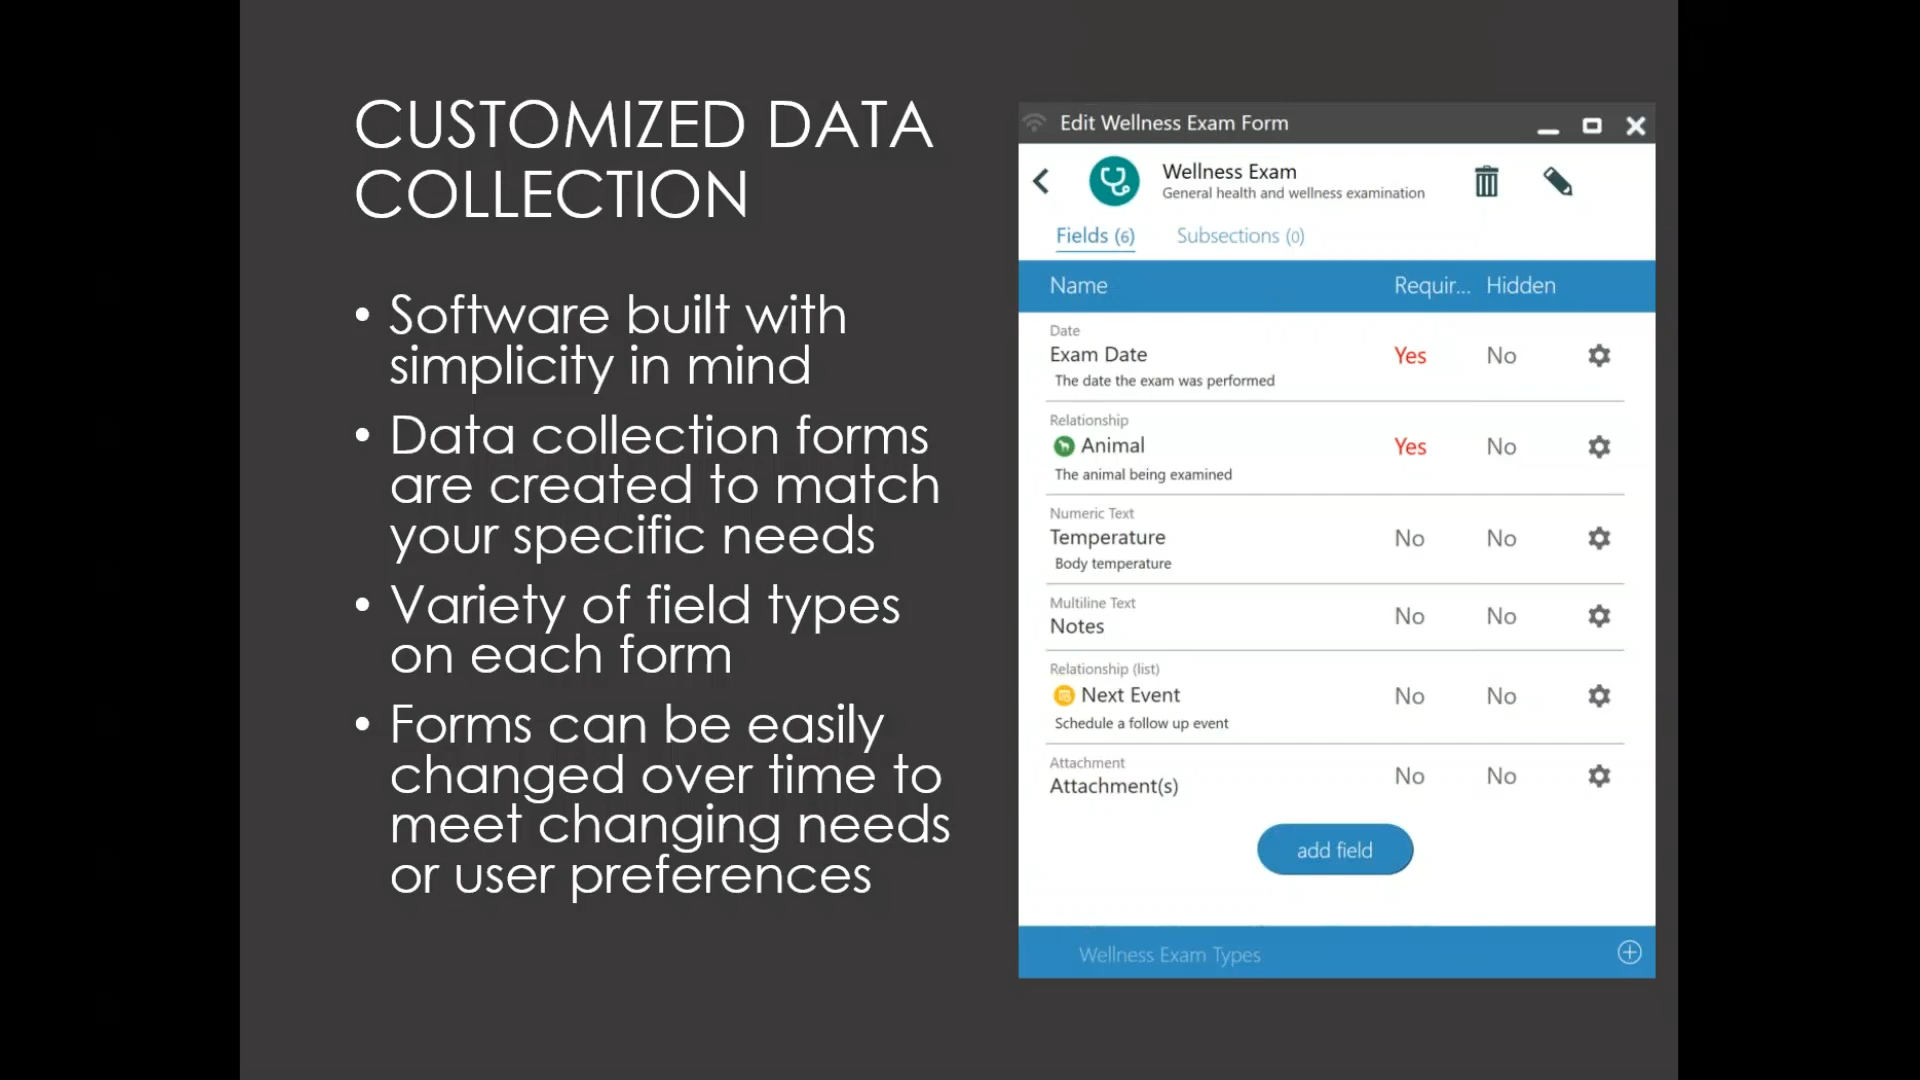 CUSTOMIZED DATA
COLLECTION
• Software built with
simplicity in mind
• Data collection forms
are created to match
your specific needs
• Variety of field types
on each form
• Forms can be easily
changed over time to
meet changing needs
or user preferences
Edit Wellness Exam Form
Wellness Exam
General health and wellness examination
Fields (6) Subsections (0)
Name Requir... Hidden
Date
Exam Date Yes No
The date the exam was performed
Relationship
Animal Yes No
The animal being examined
Numeric Text
Temperature No No
Body temperature
Multiline Text
Notes No No
Relationship (list)
Next Event No No
Schedule a follow up event
Attachment
Attachment(s) No No
add field
Wellness Exam Types